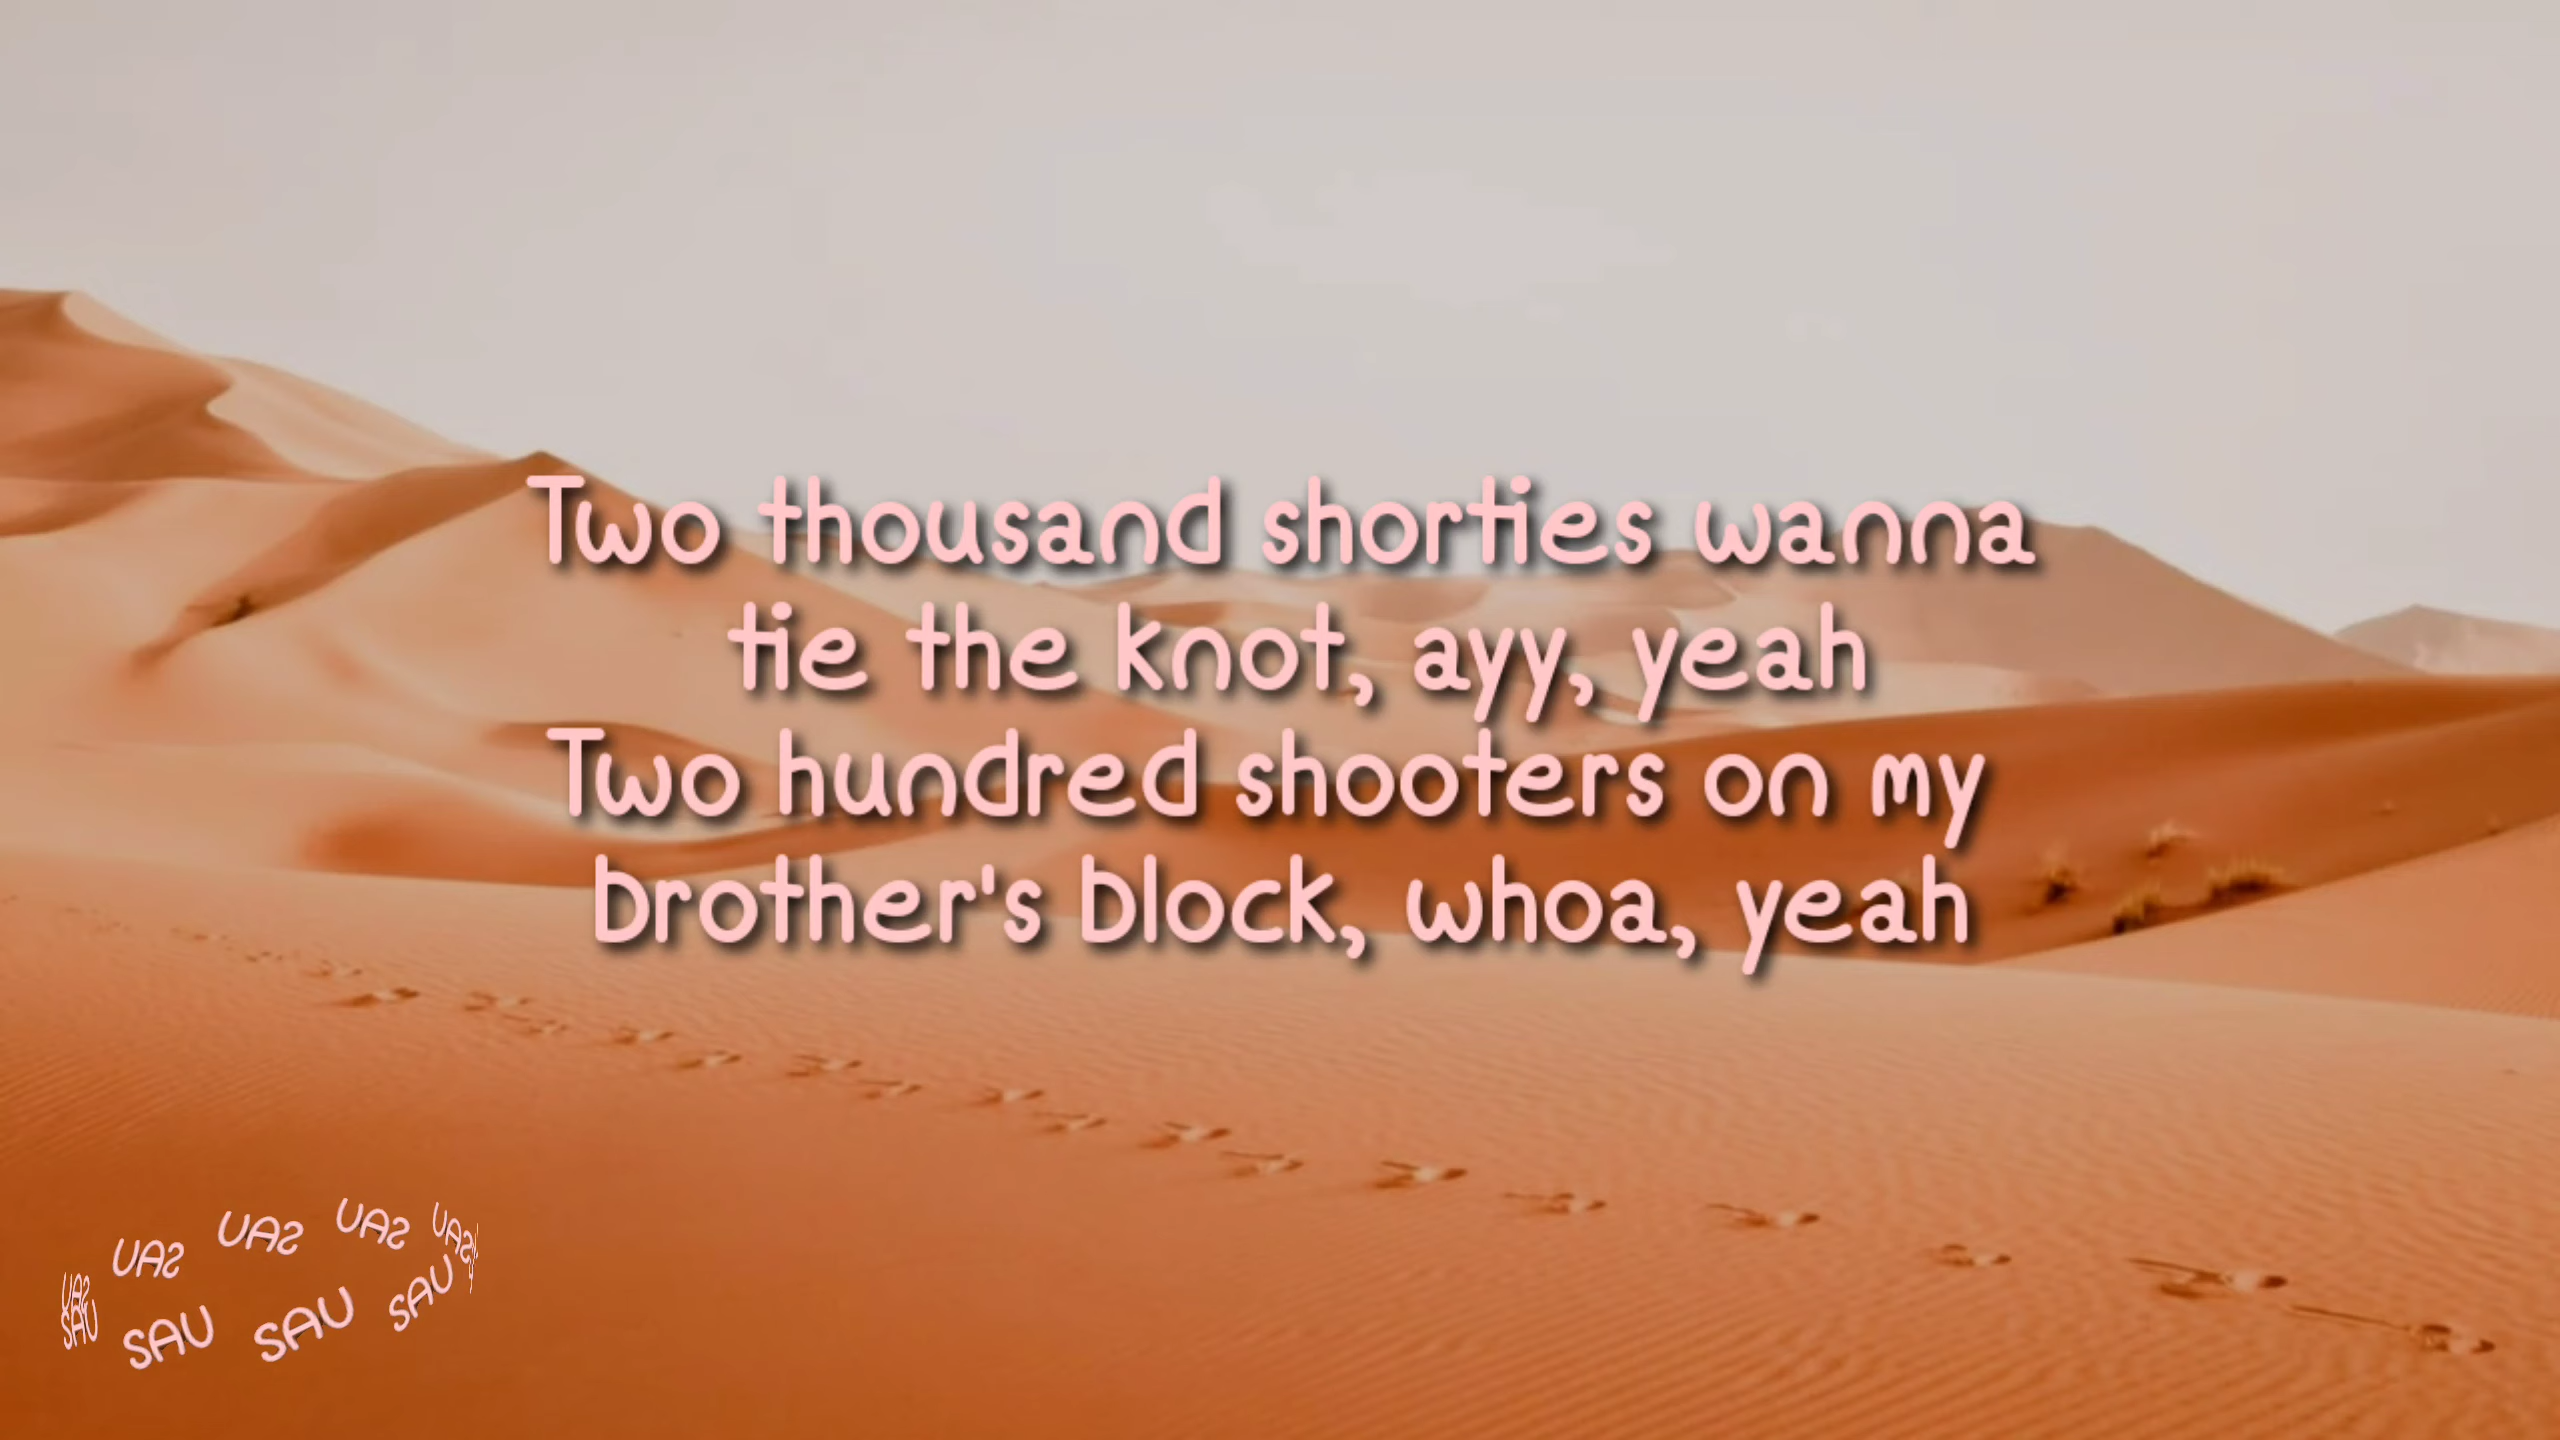 Two thousand shorties wanna
tie the knot, ayy, yeah
Two hundred shooters on my
brother's block, whoa, yeah
SAU SAU SAU SAU SAU
SAU SAU SAU SAU